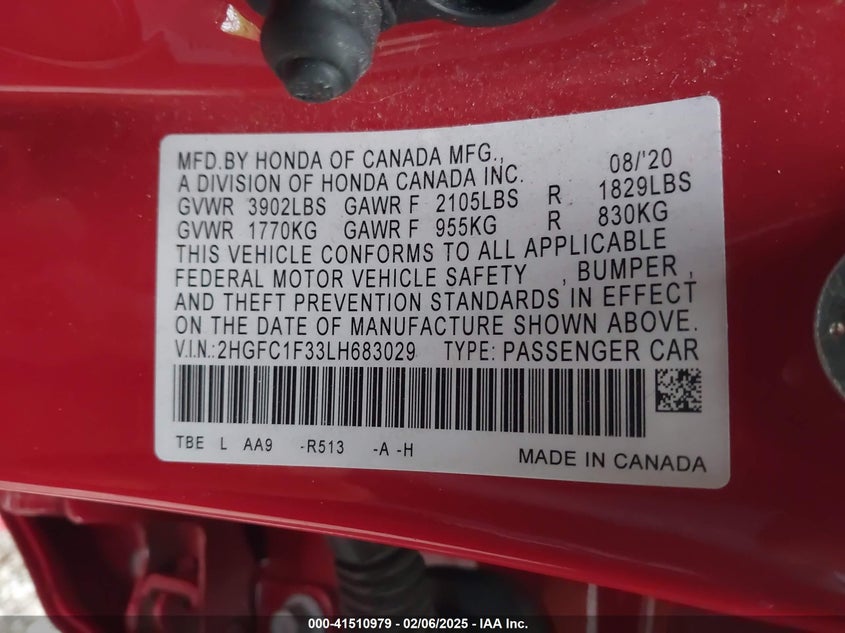 MFD.BY HONDA OF CANADA MFG., 08/'20
A DIVISION OF HONDA CANADA INC.
GVWR 3902LBS GAWR F 2105LBS R 1829LBS
GVWR 1770KG GAWR F 955KG R 830KG
THIS VEHICLE CONFORMS TO ALL APPLICABLE
FEDERAL MOTOR VEHICLE SAFETY , BUMPER ,
AND THEFT PREVENTION STANDARDS IN EFFECT
ON THE DATE OF MANUFACTURE SHOWN ABOVE.
V.I.N.:2HGFC1F33LH683029 TYPE: PASSENGER CAR
TBE L AA9 -R513 -A -H
MADE IN CANADA
000-41510979 — 02/06/2025 — IAA Inc.